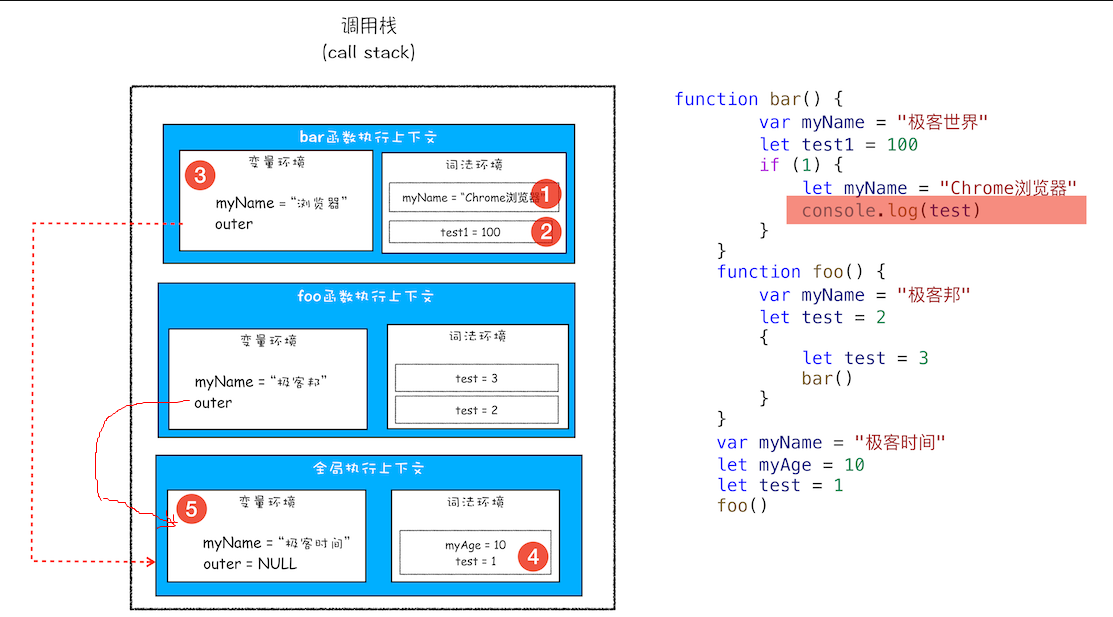 调用栈
(call stack)
bar函数执行上下文
变量环境
3
myName = “浏览器”
outer
词法环境
myName = “Chrome浏览器”
1
test1 = 100
2
foo函数执行上下文
变量环境
myName = “极客邦”
outer
词法环境
test = 3
test = 2
全局执行上下文
变量环境
5
myName = “极客时间”
outer = NULL
词法环境
myAge = 10
test = 1
4
function bar() {
var myName = "极客世界"
let test1 = 100
if (1) {
let myName = "Chrome浏览器"
console.log(test)
}
}
function foo() {
var myName = "极客邦"
let test = 2
{
let test = 3
bar()
}
}
var myName = "极客时间"
let myAge = 10
let test = 1
foo()